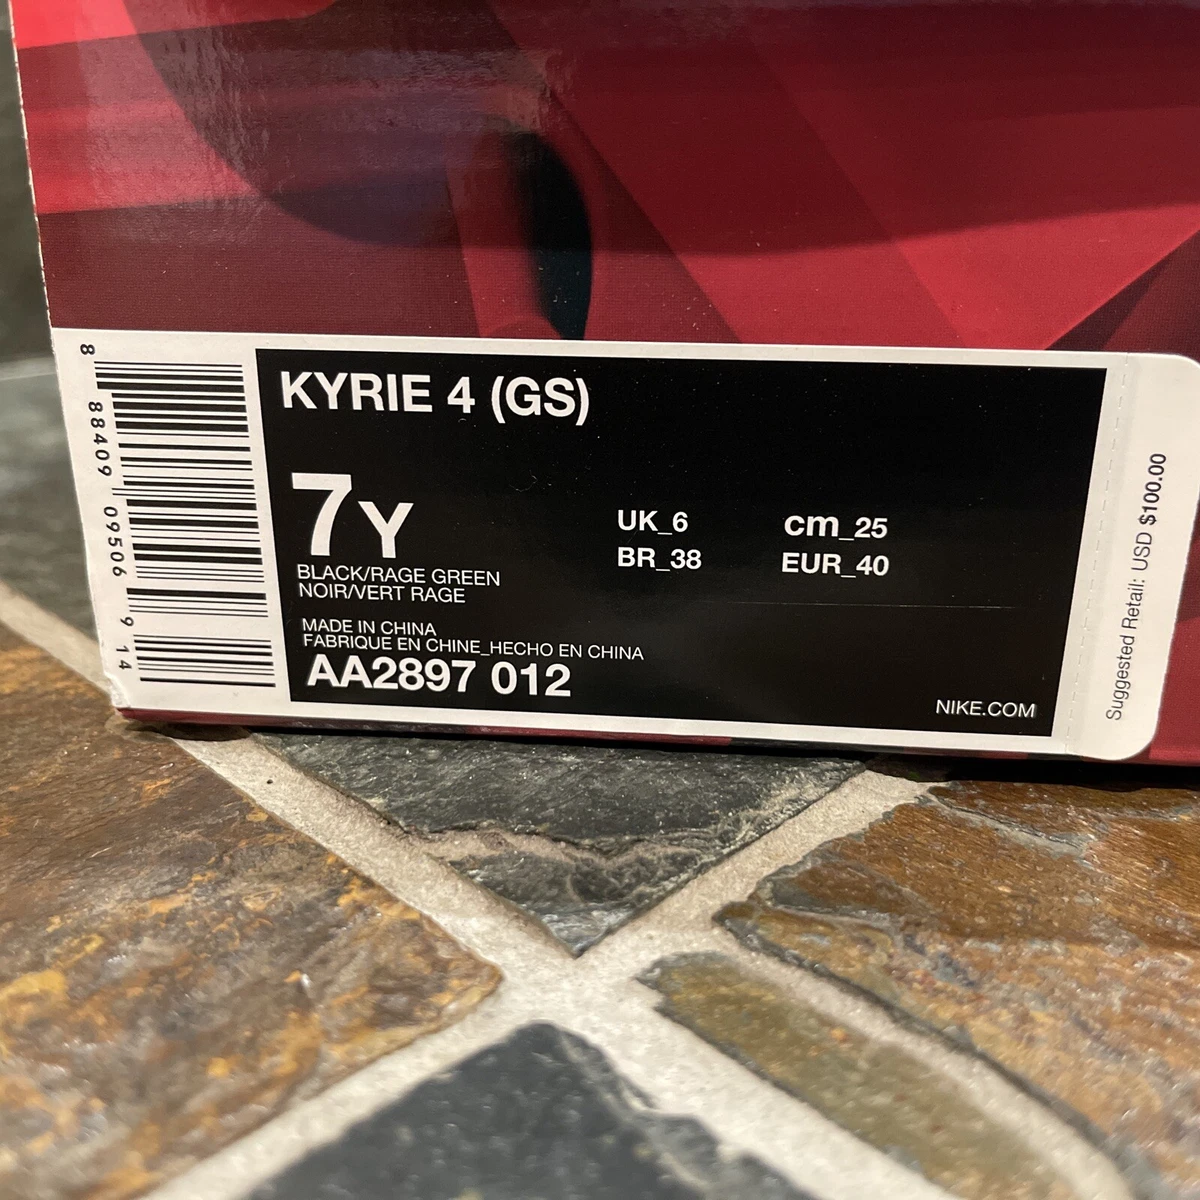 KYRIE 4 (GS)
7Y
UK_6
cm_25
BR_38
EUR_40
BLACK/RAGE GREEN
NOIR/VERT RAGE
MADE IN CHINA
FABRIQUE EN CHINE_HECHO EN CHINA
AA2897 012
NIKE.COM
8 88409 09506 9 14
Suggested Retail: USD $100.00